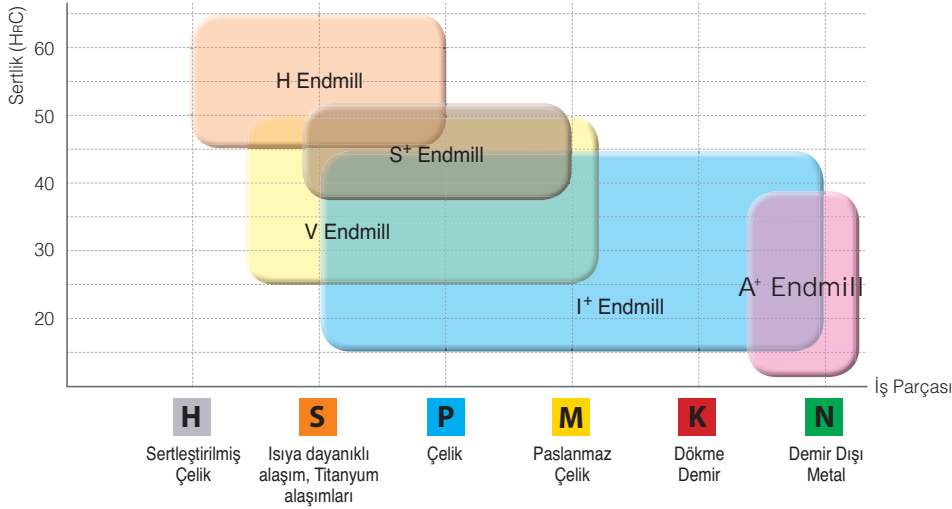 Sertlik (HRC)
60
50
40
30
20
H Endmill
S+ Endmill
V Endmill
I+ Endmill
A+ Endmill
İş Parçası
H
Sertleştirilmiş
Çelik
S
Isıya dayanıklı
alaşım, Titanyum
alaşımları
P
Çelik
M
Paslanmaz
Çelik
K
Dökme
Demir
N
Demir Dışı
Metal